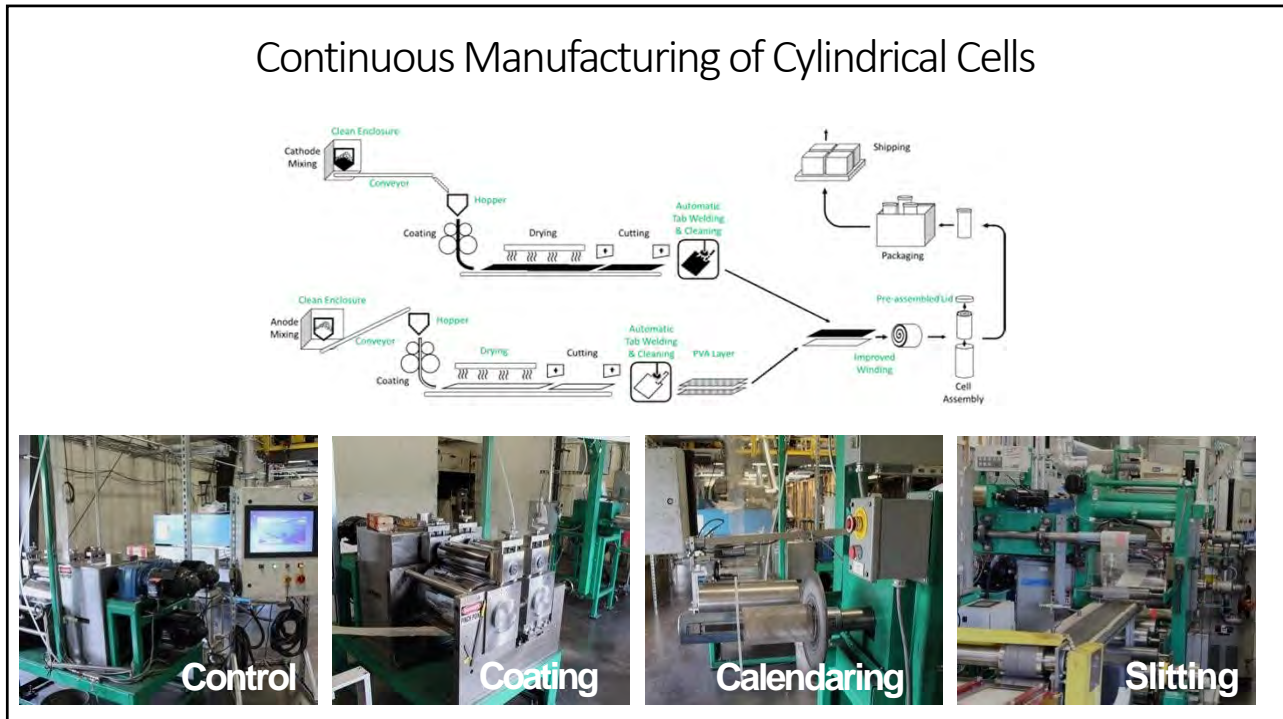 Continuous Manufacturing of Cylindrical Cells
Clean Enclosure
Cathode
Mixing
Conveyor
Hopper
Coating
Drying
Cutting
Automatic
Tab Welding
& Cleaning
Shipping
Packaging
Clean Enclosure
Anode
Mixing
Conveyor
Hopper
Coating
Drying
Cutting
Automatic
Tab Welding
& Cleaning
PVA Layer
Improved
Winding
Pre-assembled Lid
Cell
Assembly
Control
Coating
Calendaring
Slitting